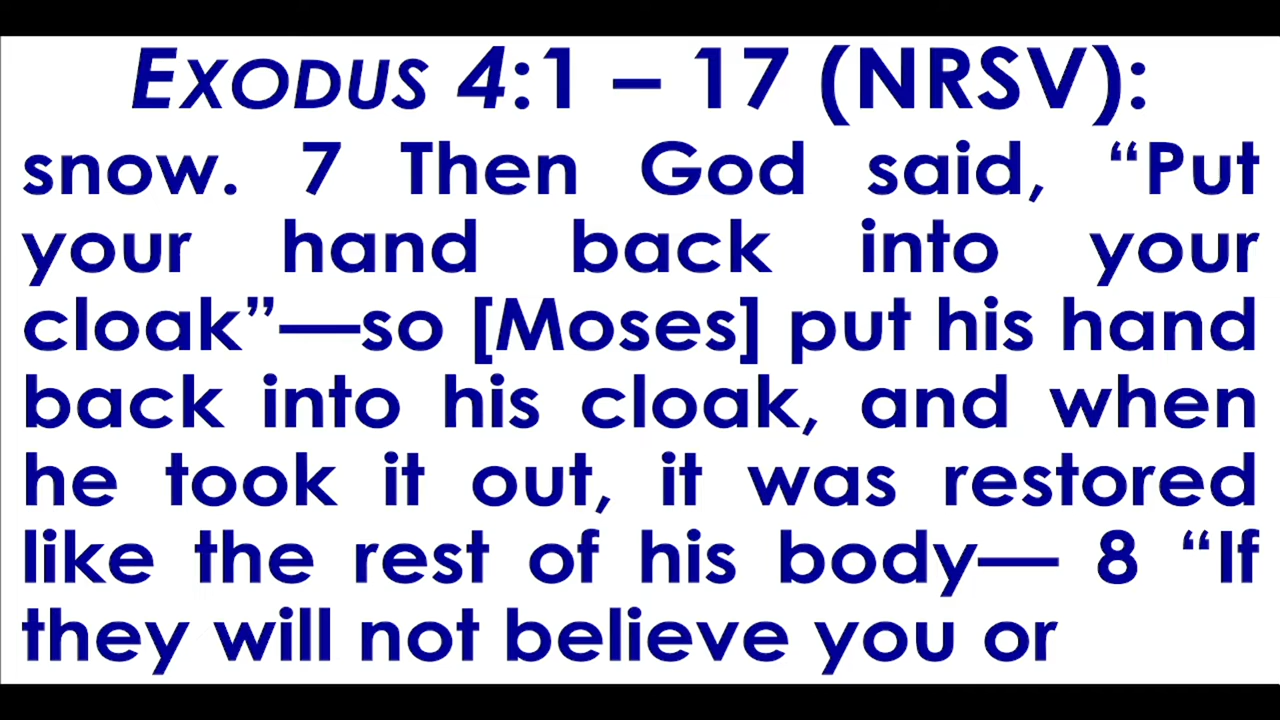 EXODUS 4:1 – 17 (NRSV):
snow. 7 Then God said, “Put
your hand back into your
cloak”—so [Moses] put his hand
back into his cloak, and when
he took it out, it was restored
like the rest of his body— 8 “If
they will not believe you or